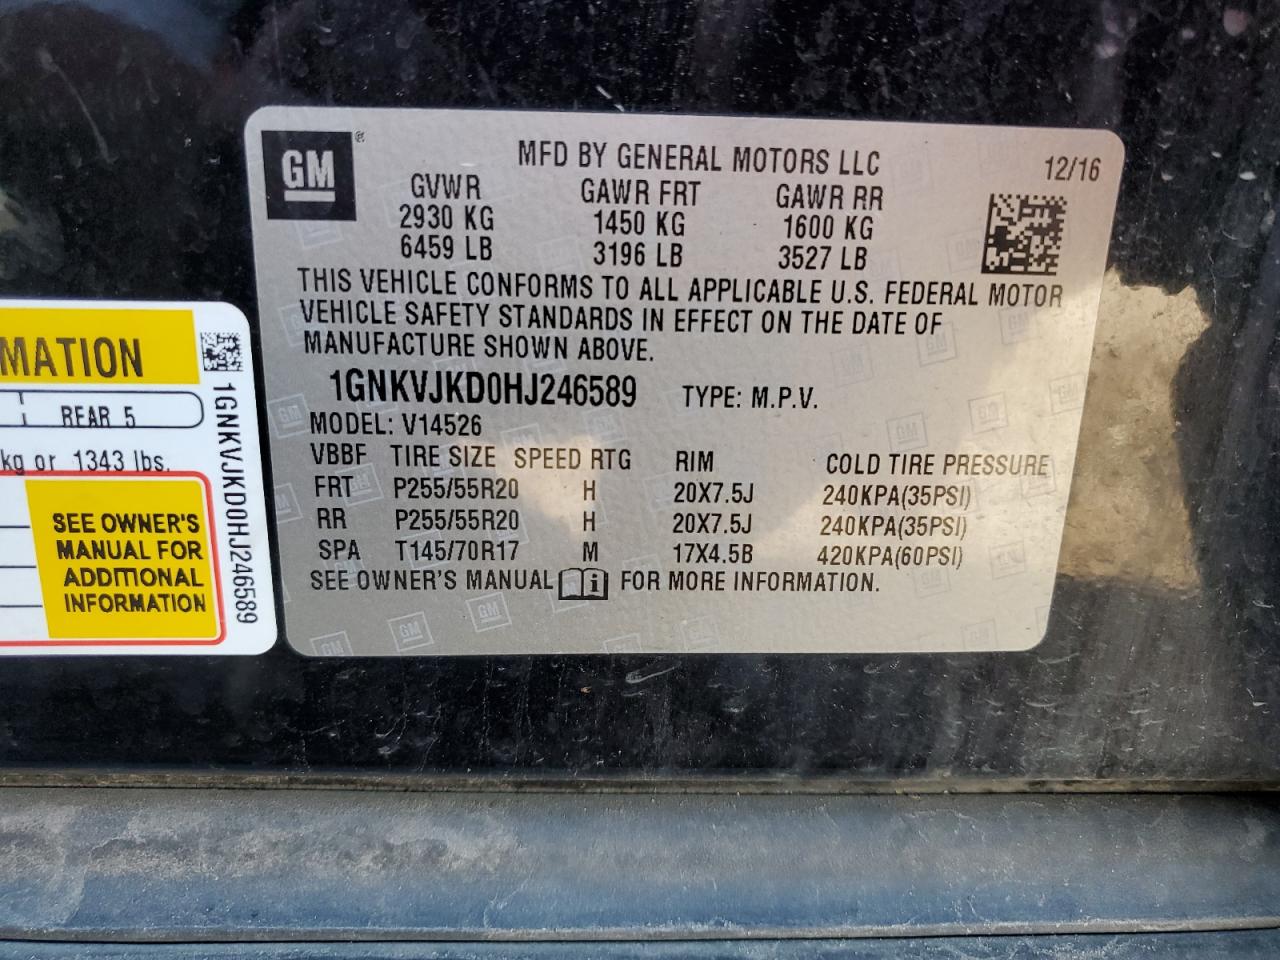 GM ®
MFD BY GENERAL MOTORS LLC 12/16
GVWR GAWR FRT GAWR RR
2930 KG 1450 KG 1600 KG
6459 LB 3196 LB 3527 LB
THIS VEHICLE CONFORMS TO ALL APPLICABLE U.S. FEDERAL MOTOR
VEHICLE SAFETY STANDARDS IN EFFECT ON THE DATE OF
MANUFACTURE SHOWN ABOVE.
1GNKVJKD0HJ246589 TYPE: M.P.V.
MODEL: V14526
VBBF TIRE SIZE SPEED RTG RIM COLD TIRE PRESSURE
FRT P255/55R20 H 20X7.5J 240KPA(35PSI)
RR P255/55R20 H 20X7.5J 240KPA(35PSI)
SPA T145/70R17 M 17X4.5B 420KPA(60PSI)
SEE OWNER'S MANUAL i FOR MORE INFORMATION.
MATION
REAR 5
kg or 1343 lbs.
SEE OWNER'S
MANUAL FOR
ADDITIONAL
INFORMATION
1GNKVJKD0HJ246589